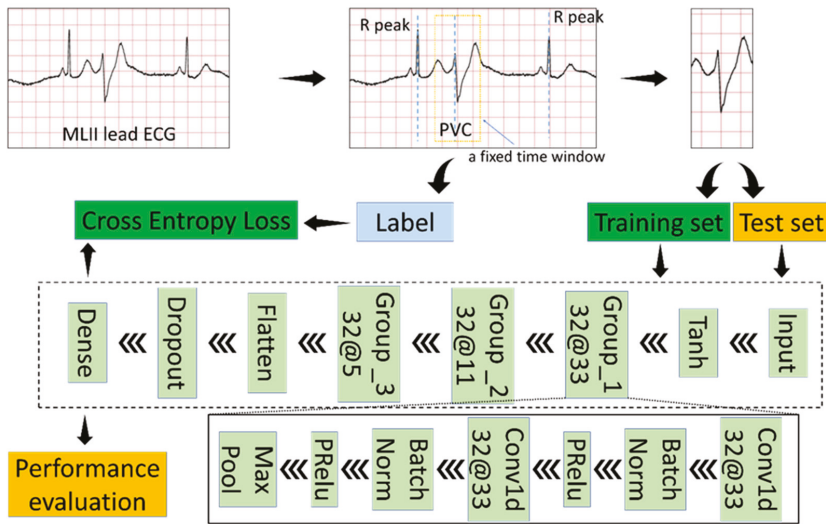 R peak
R peak
MLII lead ECG
PVC
a fixed time window
Cross Entropy Loss
Label
Training set
Test set
Input
Tanh
Group_1
32@33
Group_2
32@11
Group_3
32@5
Flatten
Dropout
Dense
Performance
evaluation
Conv1d
32@33
Batch
Norm
PRelu
Conv1d
32@33
Batch
Norm
PRelu
Max
Pool